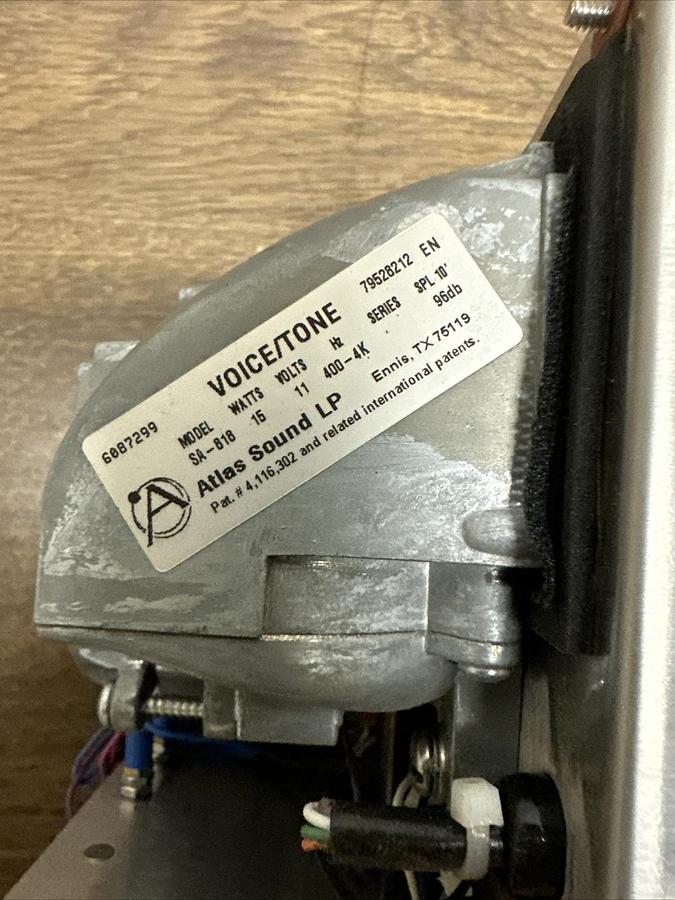 VOICE/TONE 79528212 EN
6087299 MODEL WATTS VOLTS Hz SERIES SPL 10'
SA-818 15 11 400-4K 96db
Atlas Sound LP Ennis, TX 75119
Pat. # 4,116,302 and related international patents.